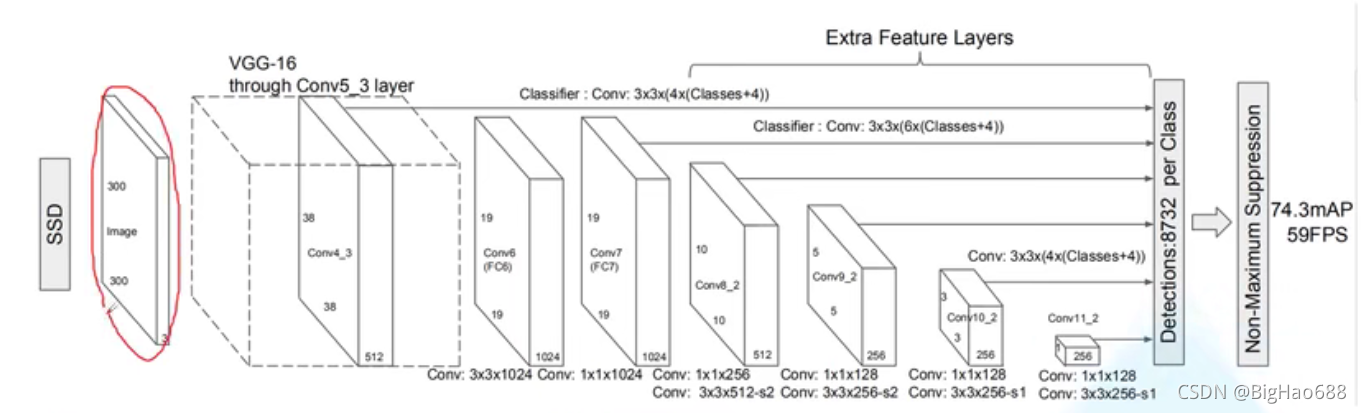 Extra Feature Layers
VGG-16
through Conv5_3 layer
Classifier : Conv: 3x3x(4x(Classes+4))
Classifier : Conv: 3x3x(6x(Classes+4))
SSD
300
Image
300
3
38
Conv4_3
38
512
19
Conv6
(FC6)
19
1024
19
Conv7
(FC7)
19
1024
10
Conv8_2
10
512
5
Conv9_2
5
256
Conv: 3x3x(4x(Classes+4))
3
Conv10_2
3
256
Conv11_2
1
256
Detections:8732 per Class
Non-Maximum Suppression
74.3mAP
59FPS
Conv: 3x3x1024
Conv: 1x1x1024
Conv: 1x1x256
Conv: 3x3x512-s2
Conv: 1x1x128
Conv: 3x3x256-s2
Conv: 1x1x128
Conv: 3x3x256-s1
Conv: 1x1x128
Conv: 3x3x256-s1
CSDN @BigHao688